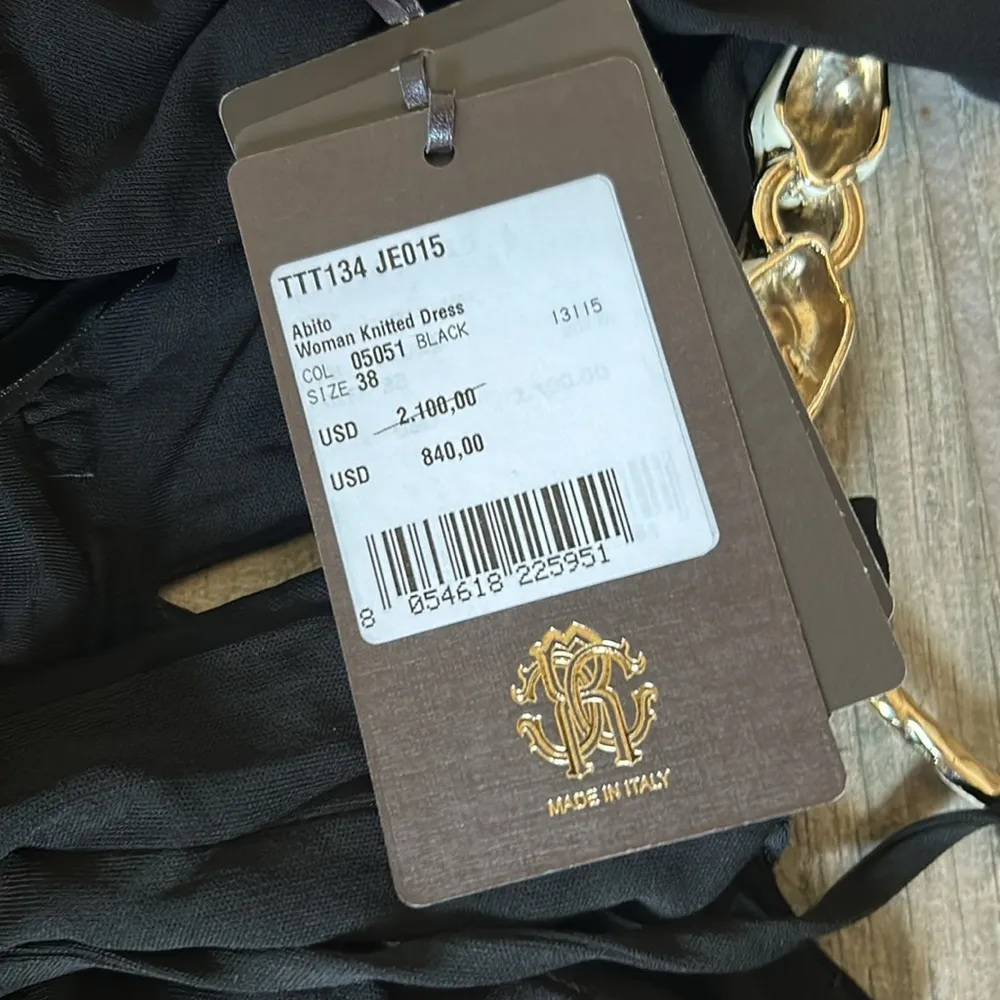 TTT134 JE015
Abito
Woman Knitted Dress 13115
COL 05051 BLACK
SIZE 38
USD 2.100,00
USD 840,00
8 054618 225951
MADE IN ITALY